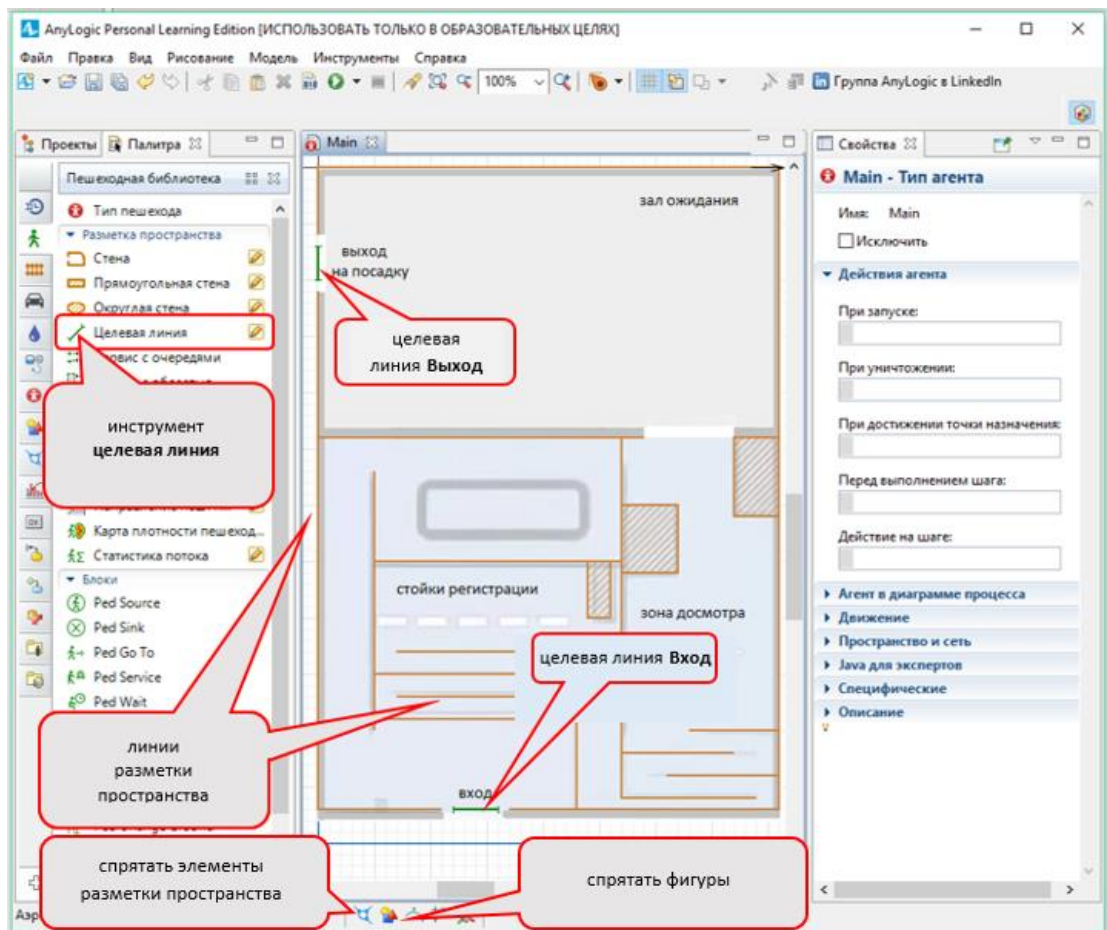 AnyLogic Personal Learning Edition [ИСПОЛЬЗОВАТЬ ТОЛЬКО В ОБРАЗОВАТЕЛЬНЫХ ЦЕЛЯХ]
Файл Правка Вид Рисование Модель Инструменты Справка
100%
Группа AnyLogic в LinkedIn
Проекты
Палитра
Пешеходная библиотека
Тип пешехода
Разметка пространства
Стена
Прямоугольная стена
Округлая стена
Целевая линия
инструмент
целевая линия
Карта плотности пешеход...
Статистика потока
Блоки
Ped Source
Ped Sink
Ped Go To
Ped Service
Ped Wait
линии
разметки
пространства
спрятать элементы
разметки пространства
Main
зал ожидания
выход
на посадку
целевая
линия Выход
стойки регистрации
зона досмотра
целевая линия Вход
вход
спрятать фигуры
Свойства
Main - Тип агента
Имя: Main
Исключить
Действия агента
При запуске:
При уничтожении:
При достижении точки назначения:
Перед выполнением шага:
Действие на шаге:
Агент в диаграмме процесса
Движение
Пространство и сеть
Java для экспертов
Специфические
Описание